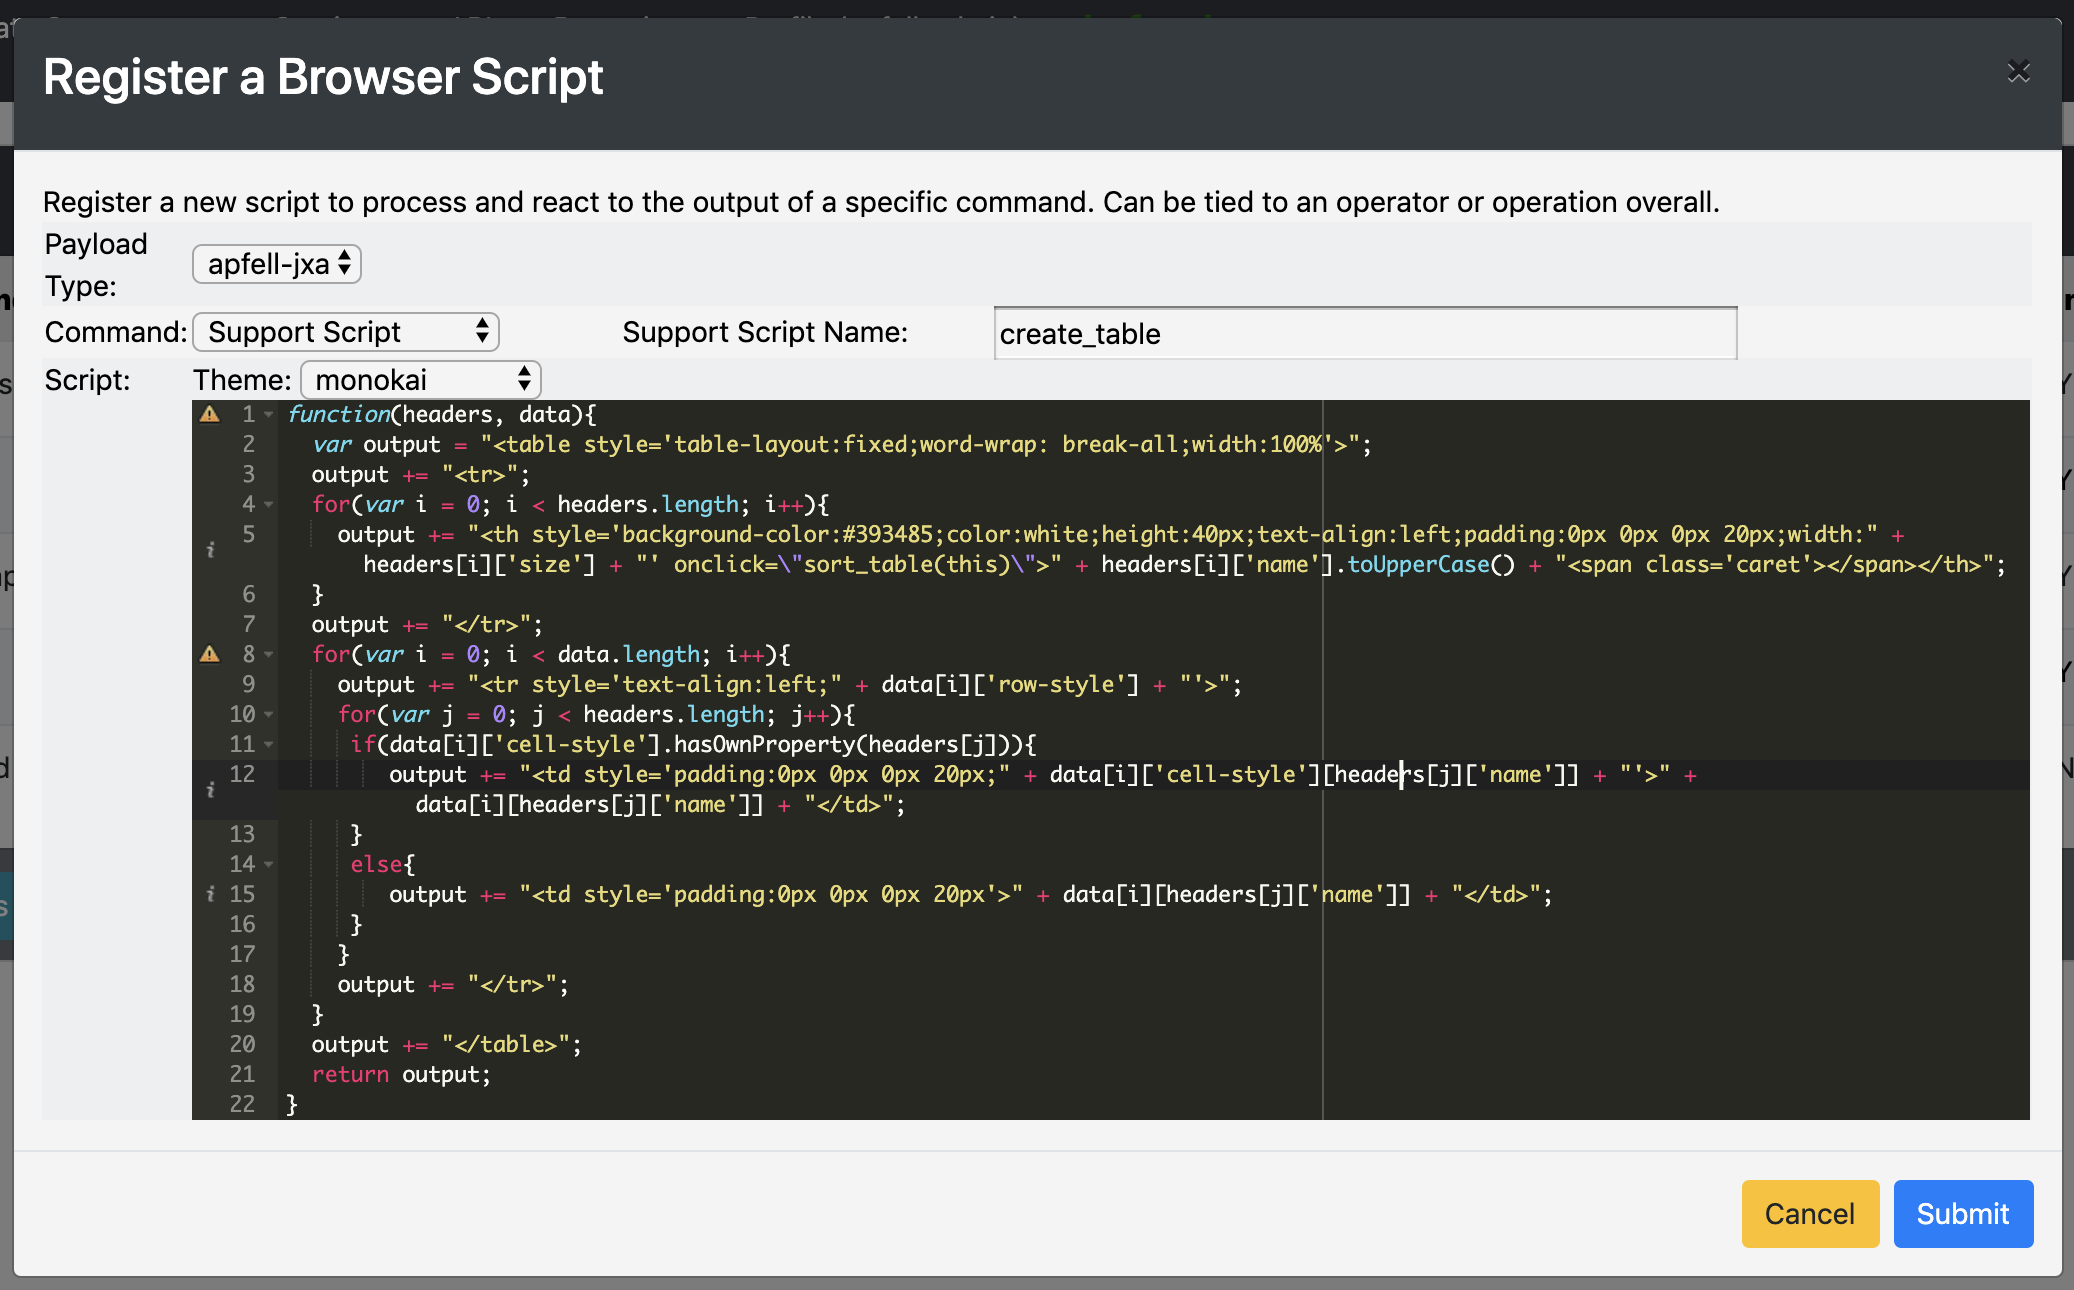 Register a Browser Script
Register a new script to process and react to the output of a specific command. Can be tied to an operator or operation overall.
Payload
Type:
apfell-jxa
Command: Support Script Support Script Name: create_table
Script: Theme: monokai
1 function(headers, data){
2 var output = "<table style='table-layout:fixed;word-wrap: break-all;width:100%'>";
3 output += "<tr>";
4 for(var i = 0; i < headers.length; i++){
5 output += "<th style='background-color:#393485;color:white;height:40px;text-align:left;padding:0px 0px 0px 20px;width:" +
headers[i]['size'] + "' onclick=\"sort_table(this)\">" + headers[i]['name'].toUpperCase() + "<span class='caret'></span></th>";
6 }
7 output += "</tr>";
8 for(var i = 0; i < data.length; i++){
9 output += "<tr style='text-align:left;" + data[i]['row-style'] + "'>";
10 for(var j = 0; j < headers.length; j++){
11 if(data[i]['cell-style'].hasOwnProperty(headers[j])){
12 output += "<td style='padding:0px 0px 0px 20px;" + data[i]['cell-style'][headers[j]['name']] + "'>" +
data[i][headers[j]['name']] + "</td>";
13 }
14 else{
15 output += "<td style='padding:0px 0px 0px 20px'>" + data[i][headers[j]['name']] + "</td>";
16 }
17 }
18 output += "</tr>";
19 }
20 output += "</table>";
21 return output;
22 }
Cancel
Submit